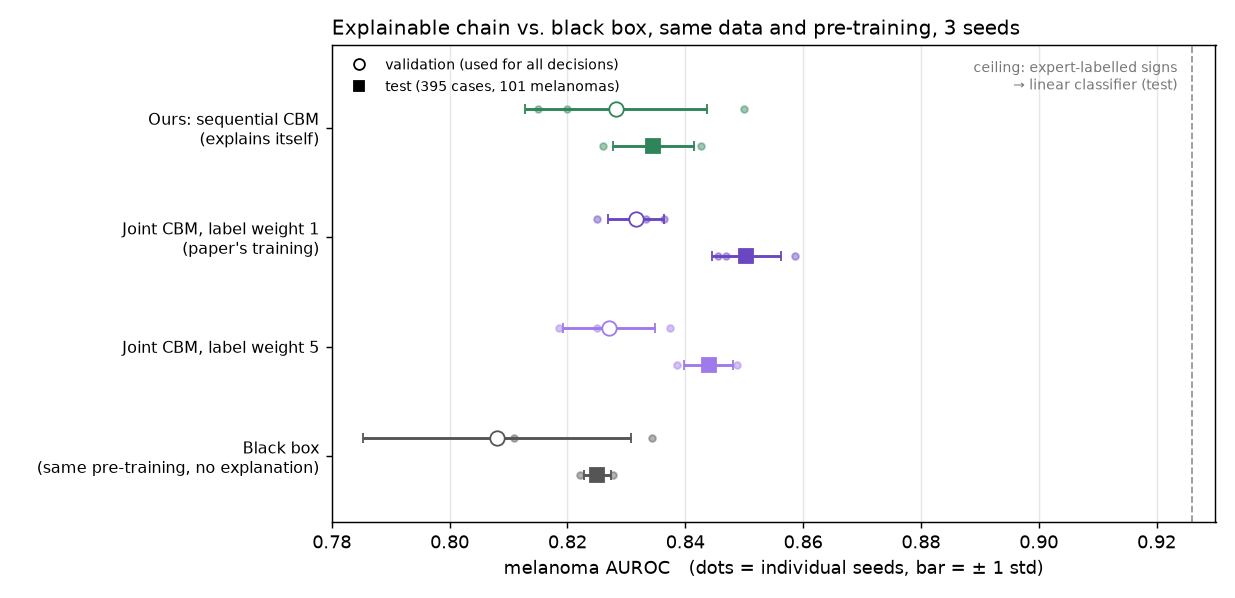 Explainable chain vs. black box, same data and pre-training, 3 seeds
validation (used for all decisions)
test (395 cases, 101 melanomas)
ceiling: expert-labelled signs
→ linear classifier (test)
Ours: sequential CBM
(explains itself)
Joint CBM, label weight 1
(paper's training)
Joint CBM, label weight 5
Black box
(same pre-training, no explanation)
0.78 0.80 0.82 0.84 0.86 0.88 0.90 0.92
melanoma AUROC (dots = individual seeds, bar = ± 1 std)